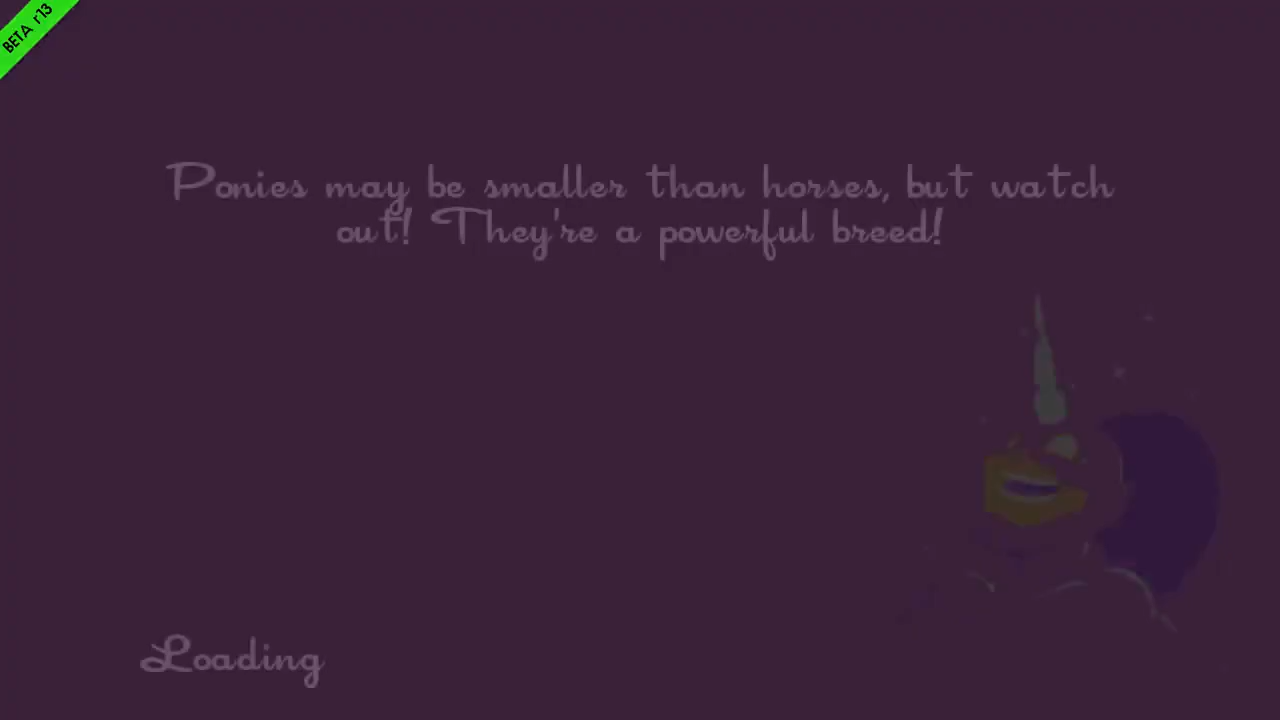 BETA r13
Ponies may be smaller than horses, but watch
out! They're a powerful breed!
Loading